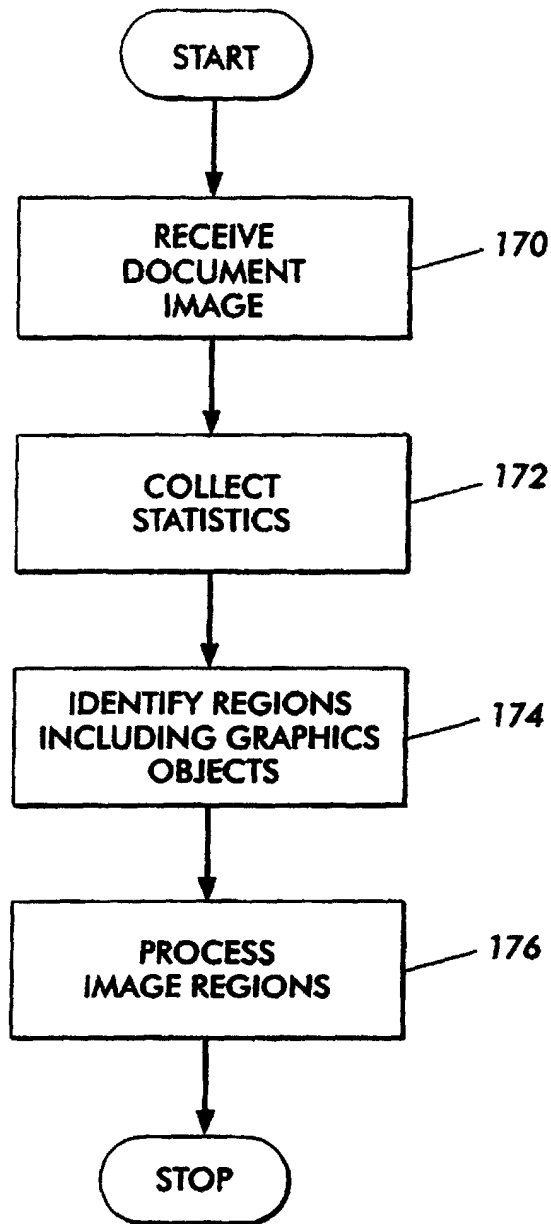 START
RECEIVE
DOCUMENT
IMAGE
170
COLLECT
STATISTICS
172
IDENTIFY REGIONS
INCLUDING GRAPHICS
OBJECTS
174
PROCESS
IMAGE REGIONS
176
STOP